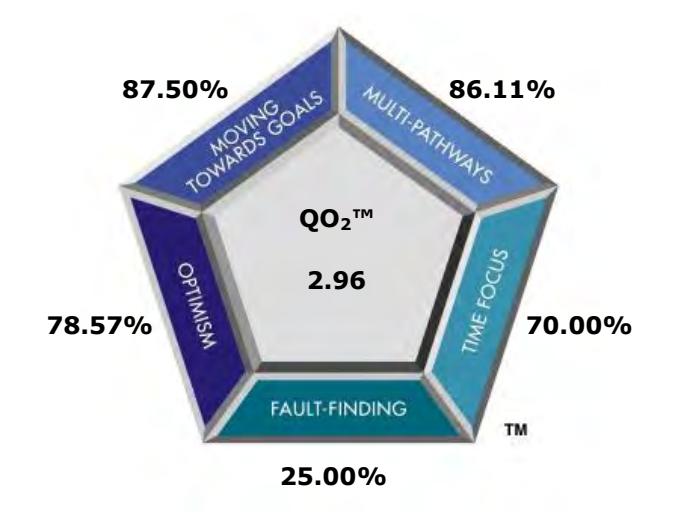 87.50%
86.11%
MOVING
TOWARDS GOALS
MULTI-PATHWAYS
QO₂™
2.96
OPTIMISM
TIME FOCUS
78.57%
70.00%
FAULT-FINDING
TM
25.00%